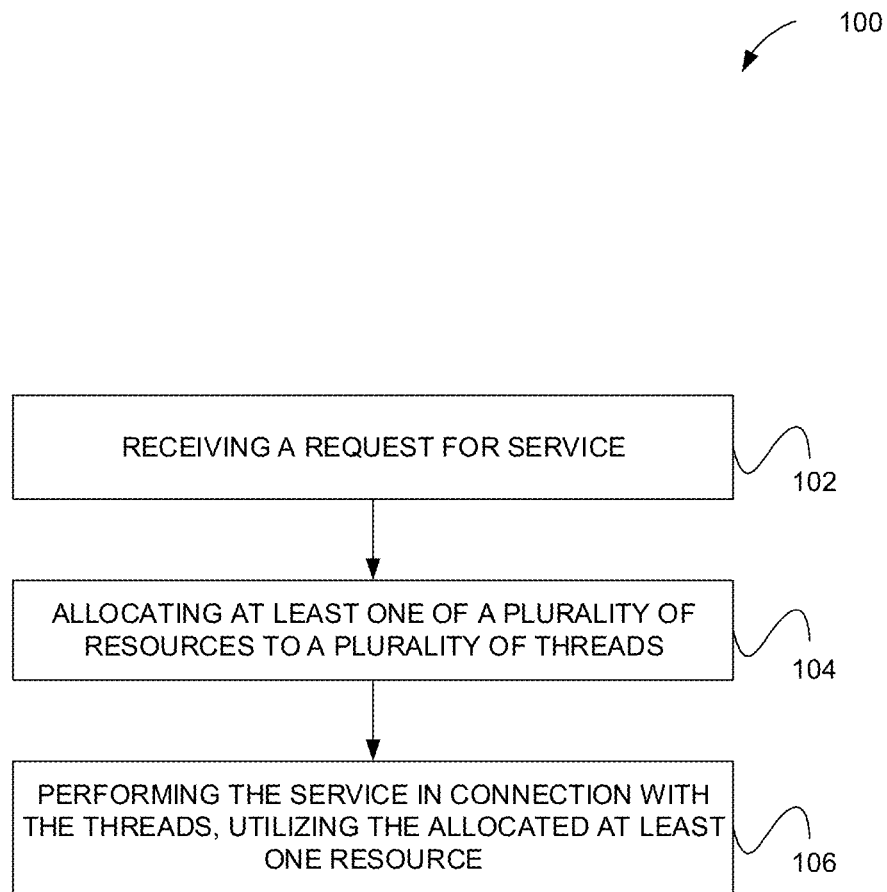 100
RECEIVING A REQUEST FOR SERVICE
102
ALLOCATING AT LEAST ONE OF A PLURALITY OF
RESOURCES TO A PLURALITY OF THREADS
104
PERFORMING THE SERVICE IN CONNECTION WITH
THE THREADS, UTILIZING THE ALLOCATED AT LEAST
ONE RESOURCE
106